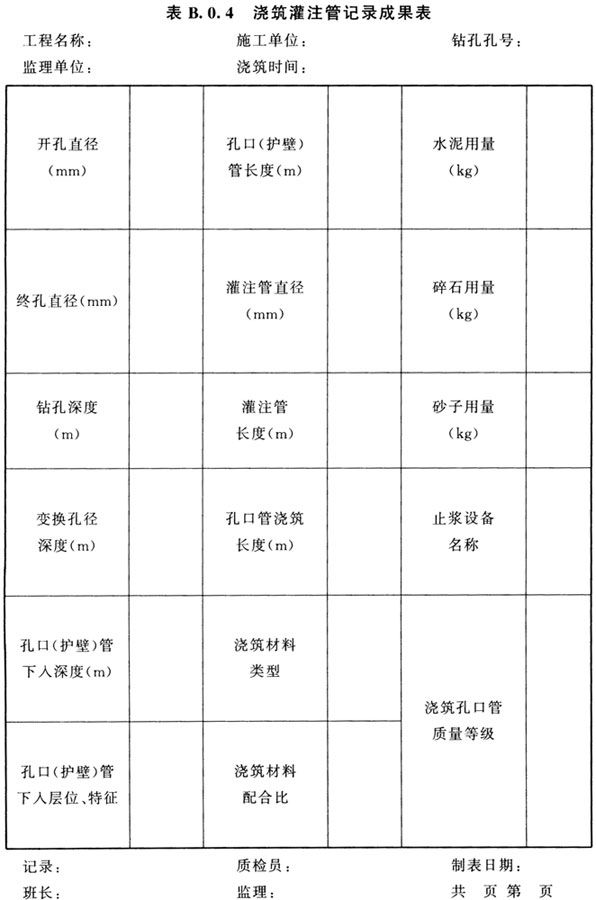 表 B.0.4 浇筑灌注管记录成果表
工程名称： 施工单位： 钻孔孔号：
监理单位： 浇筑时间：
开孔直径
（mm）
孔口（护壁）
管长度（m）
水泥用量
（kg）
终孔直径（mm）
灌注管直径
（mm）
碎石用量
（kg）
钻孔深度
（m）
灌注管
长度（m）
砂子用量
（kg）
变换孔径
深度（m）
孔口管浇筑
长度（m）
止浆设备
名称
孔口（护壁）管
下入深度（m）
浇筑材料
类型
浇筑孔口管
质量等级
孔口（护壁）管
下入层位、特征
浇筑材料
配合比
记录： 质检员： 制表日期：
班长： 监理： 共 页 第 页